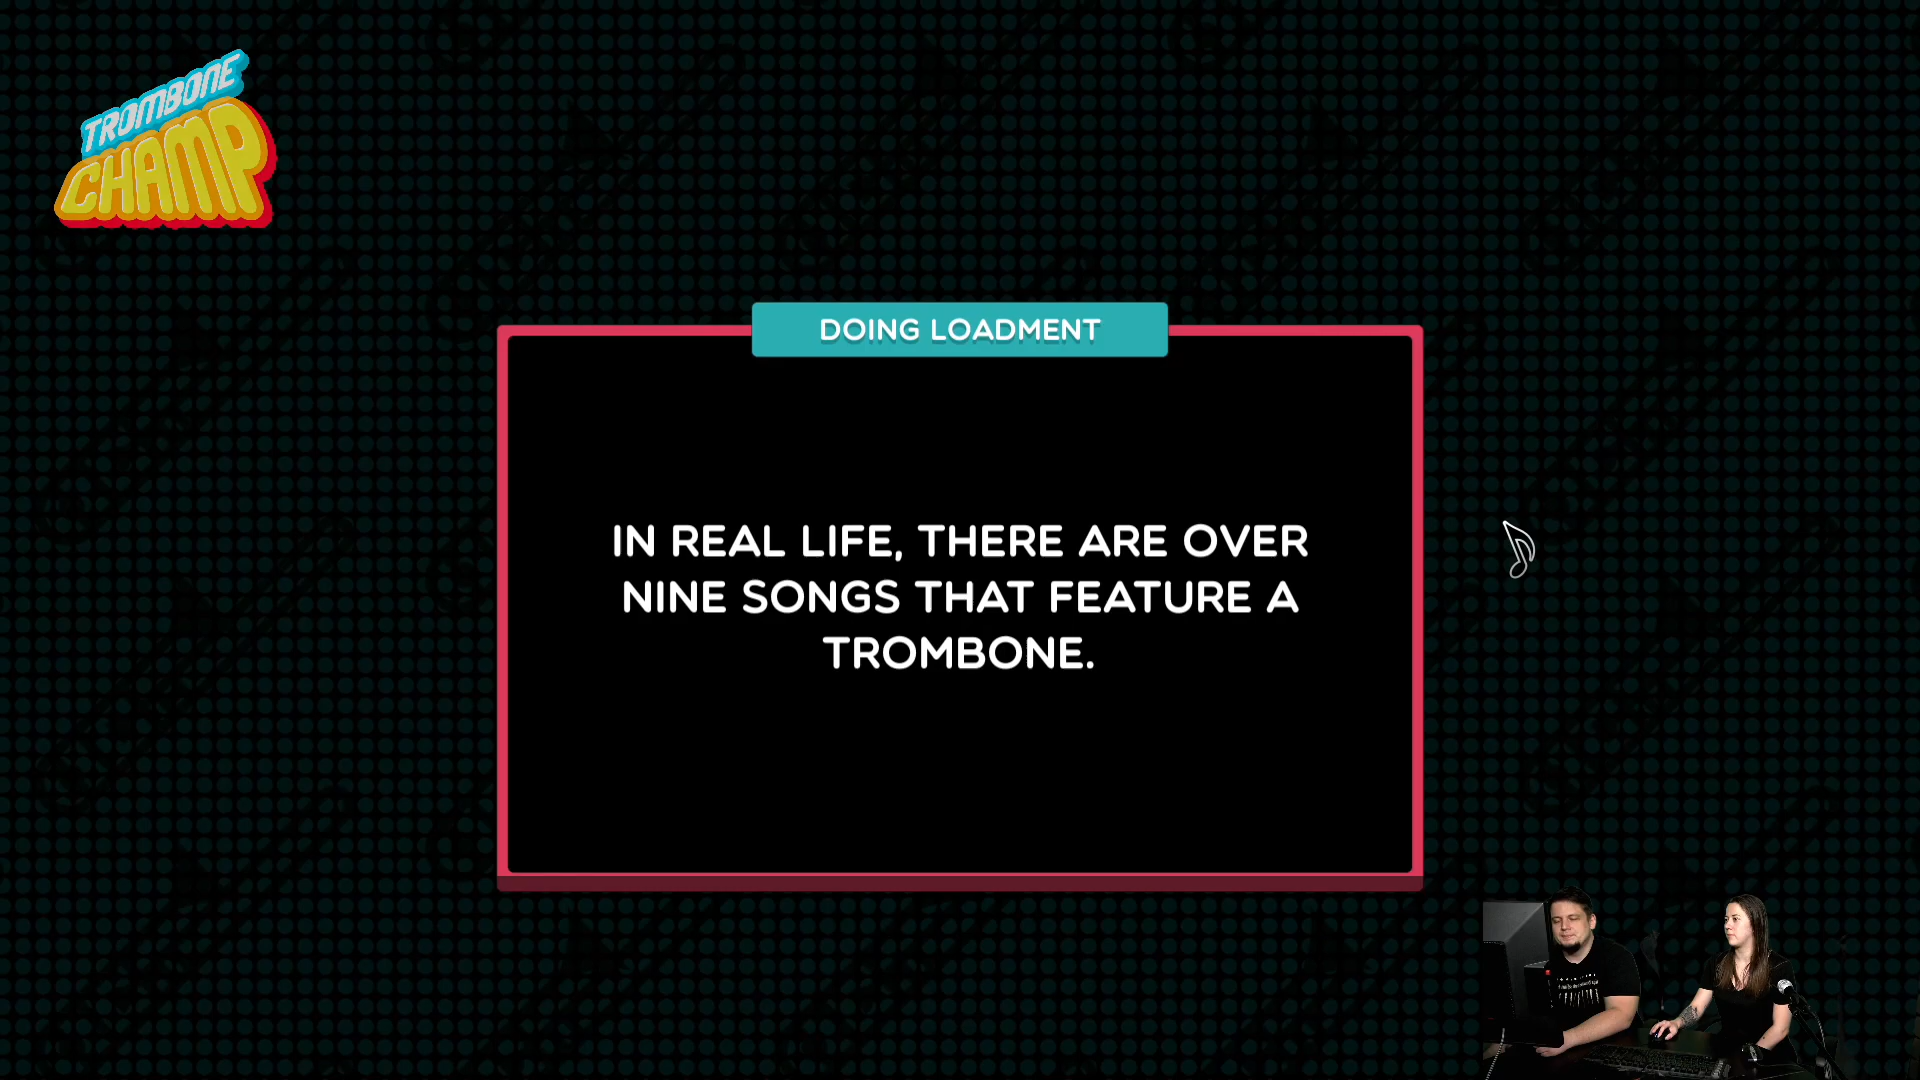 TROMBONE
CHAMP
DOING LOADMENT
IN REAL LIFE, THERE ARE OVER
NINE SONGS THAT FEATURE A
TROMBONE.